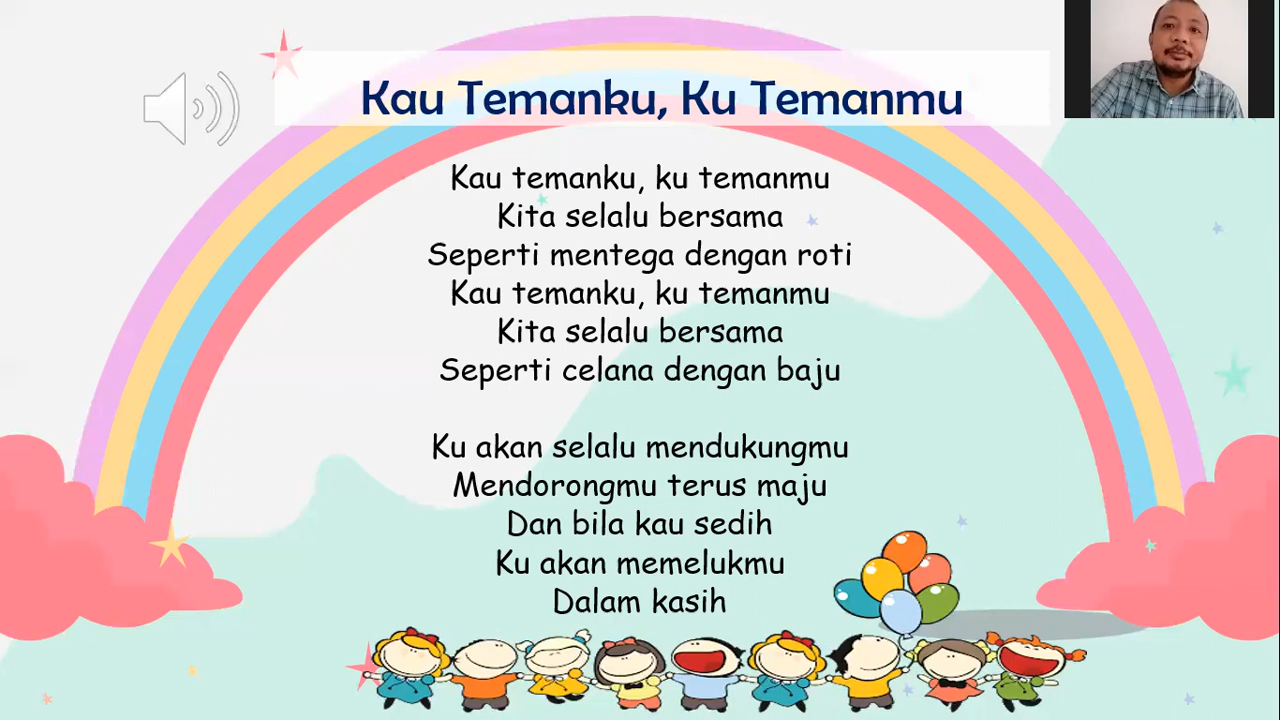 Kau Temanku, Ku Temanmu
Kau temanku, ku temanmu
Kita selalu bersama
Seperti mentega dengan roti
Kau temanku, ku temanmu
Kita selalu bersama
Seperti celana dengan baju
Ku akan selalu mendukungmu
Mendorongmu terus maju
Dan bila kau sedih
Ku akan memelukmu
Dalam kasih